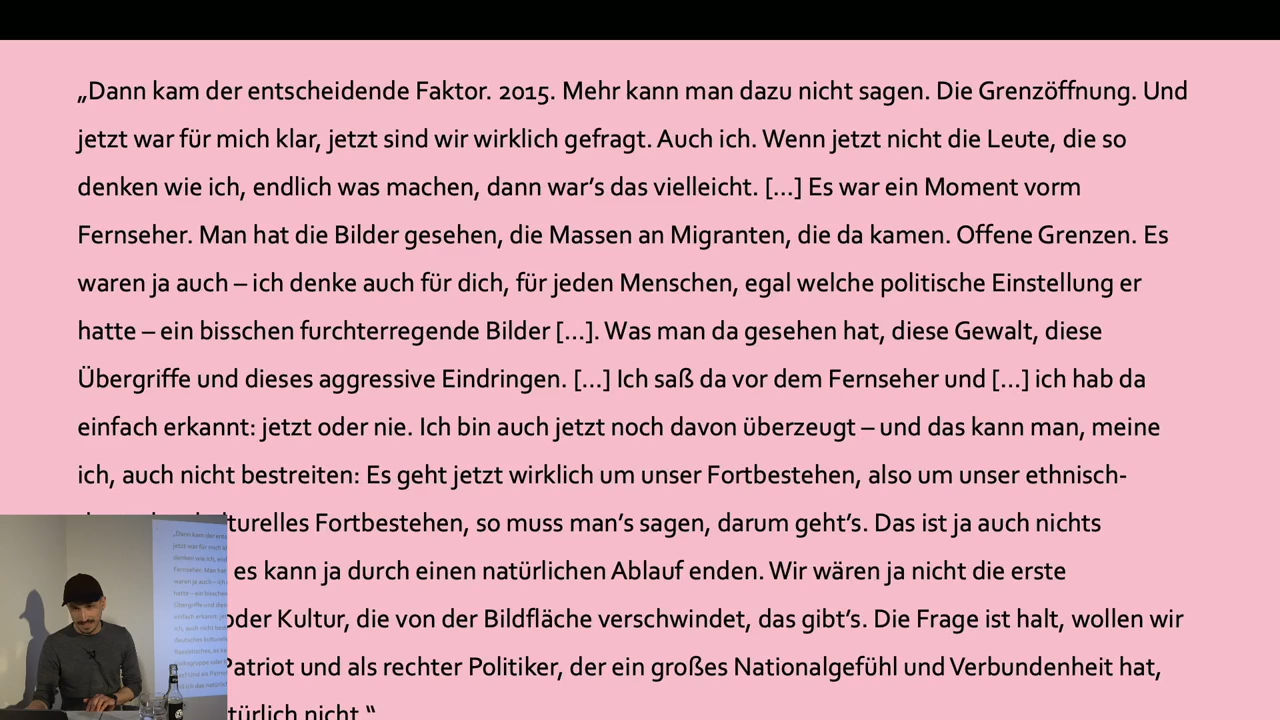 „Dann kam der entscheidende Faktor. 2015. Mehr kann man dazu nicht sagen. Die Grenzöffnung. Und
jetzt war für mich klar, jetzt sind wir wirklich gefragt. Auch ich. Wenn jetzt nicht die Leute, die so
denken wie ich, endlich was machen, dann war’s das vielleicht. […] Es war ein Moment vorm
Fernseher. Man hat die Bilder gesehen, die Massen an Migranten, die da kamen. Offene Grenzen. Es
waren ja auch – ich denke auch für dich, für jeden Menschen, egal welche politische Einstellung er
hatte – ein bisschen furchterregende Bilder […]. Was man da gesehen hat, diese Gewalt, diese
Übergriffe und dieses aggressive Eindringen. […] Ich saß da vor dem Fernseher und […] ich hab da
einfach erkannt: jetzt oder nie. Ich bin auch jetzt noch davon überzeugt – und das kann man, meine
ich, auch nicht bestreiten: Es geht jetzt wirklich um unser Fortbestehen, also um unser ethnisch-
turelles Fortbestehen, so muss man’s sagen, darum geht’s. Das ist ja auch nichts
es kann ja durch einen natürlichen Ablauf enden. Wir wären ja nicht die erste
oder Kultur, die von der Bildfläche verschwindet, das gibt’s. Die Frage ist halt, wollen wir
Patriot und als rechter Politiker, der ein großes Nationalgefühl und Verbundenheit hat,
türlich nicht.“